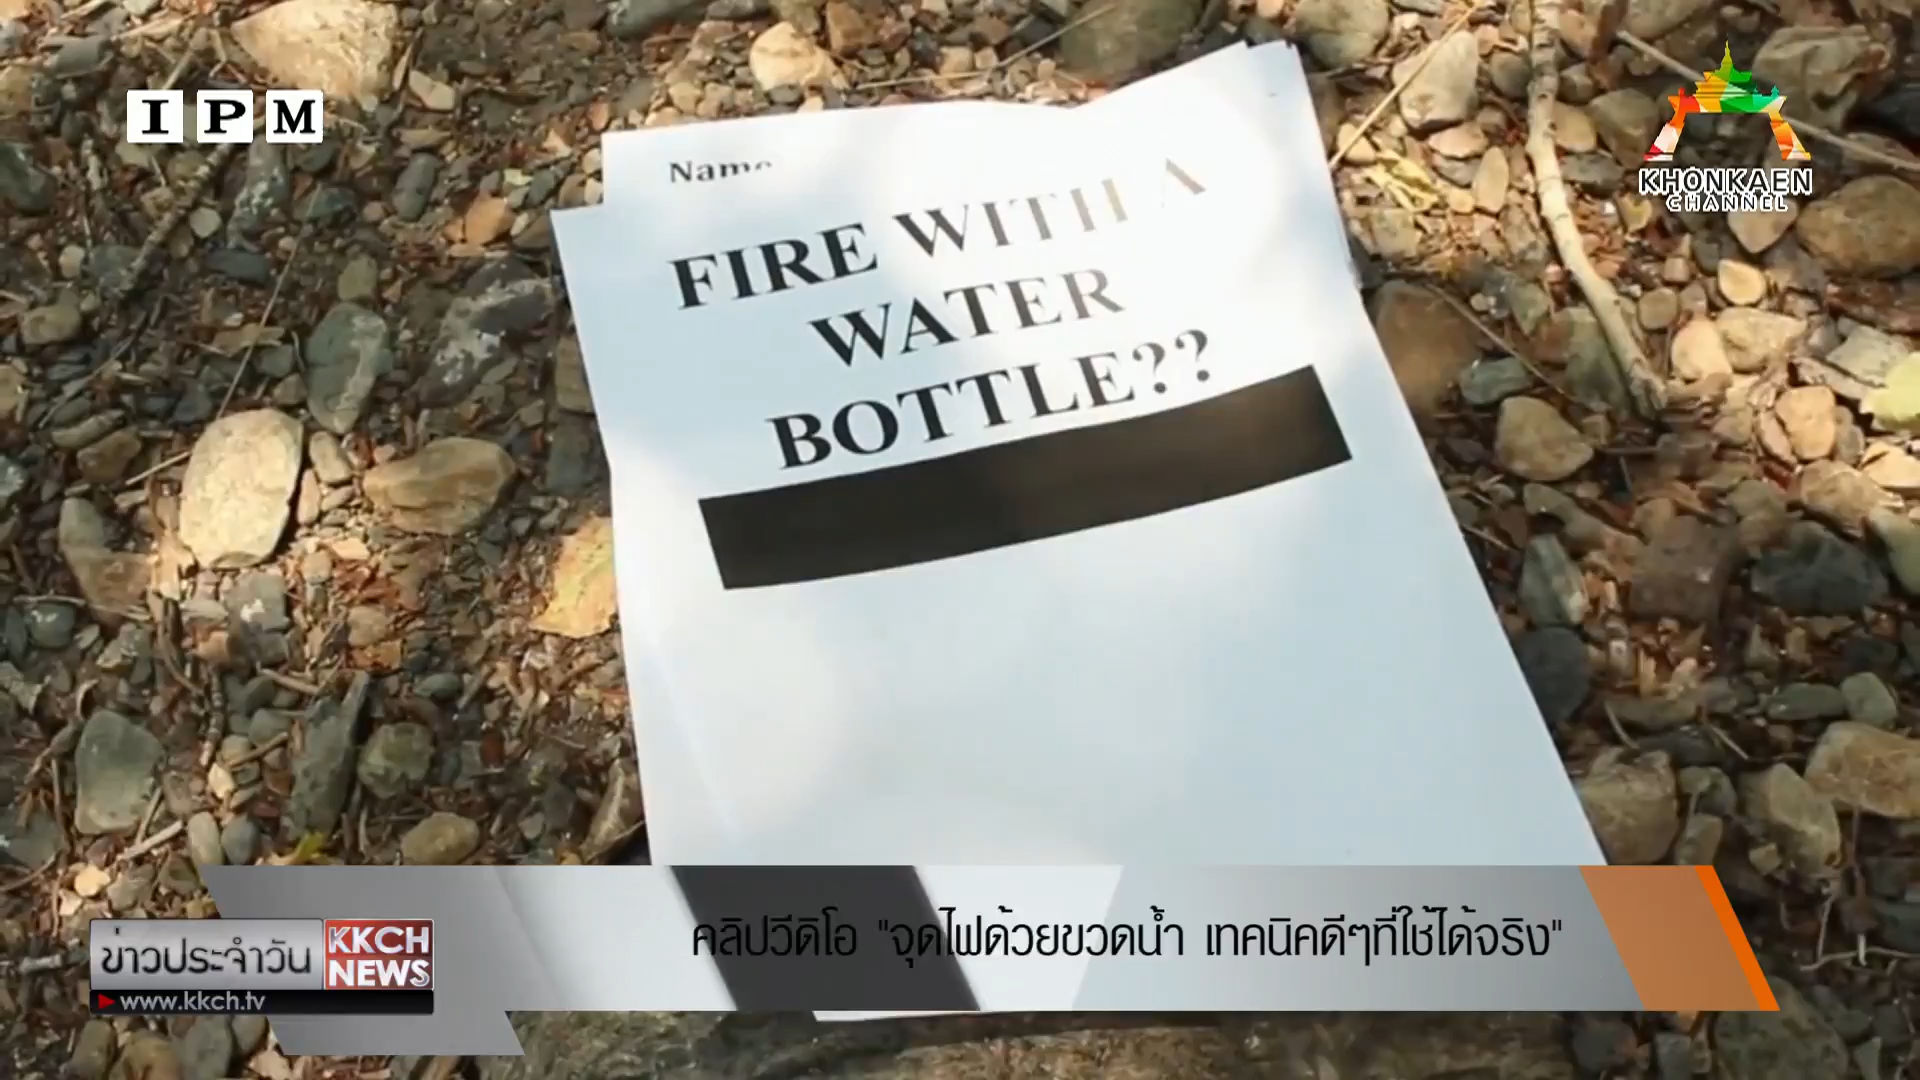 IPM
KHONKAEN
CHANNEL
Name
FIRE WITH A
WATER
BOTTLE??
คลิปวีดิโอ "จุดไฟด้วยขวดน้ำ เทคนิคดีๆที่ใช้ได้จริง"
ข่าวประจำวัน
KKCH
NEWS
www.kkch.tv